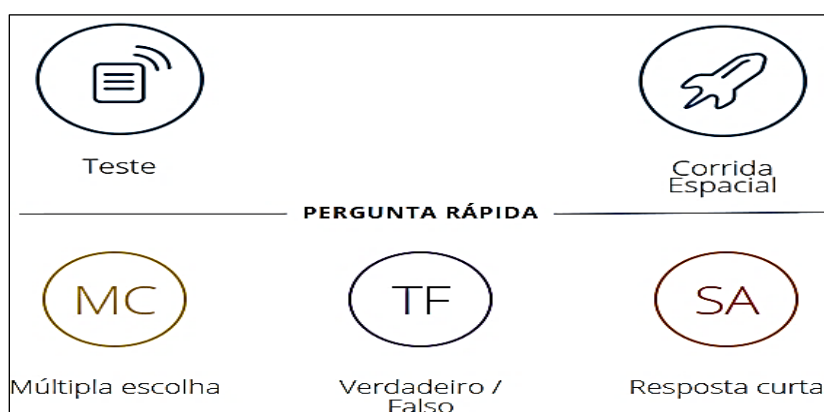 Teste
Corrida
Espacial
PERGUNTA RÁPIDA
MC
TF
SA
Múltipla escolha
Verdadeiro /
Falso
Resposta curta